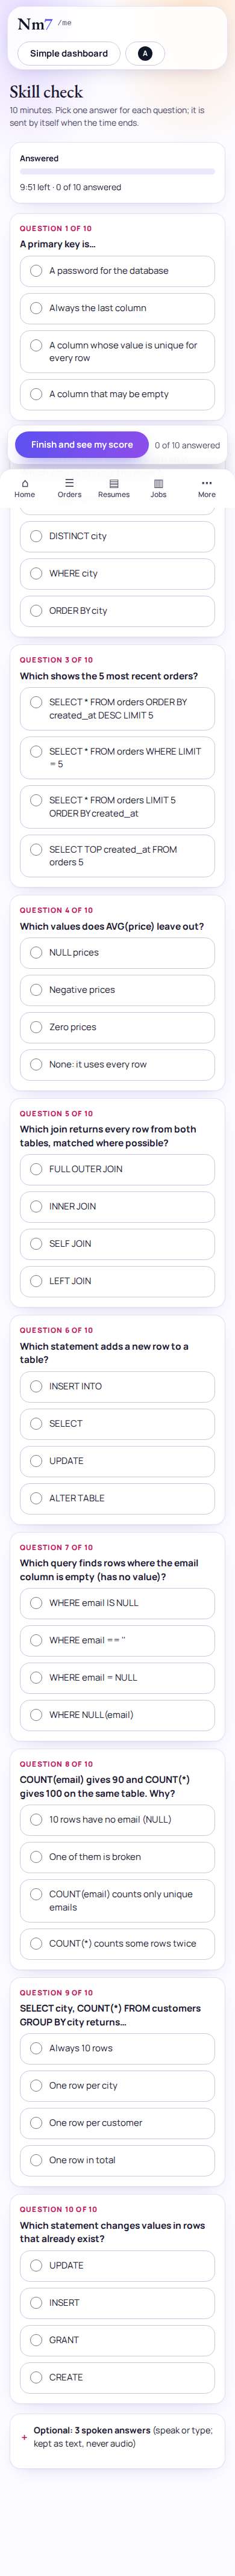 Nm7 /me
Simple dashboard
A
Skill check
10 minutes. Pick one answer for each question; it is
sent by itself when the time ends.
Answered
9:51 left · 0 of 10 answered
QUESTION 1 OF 10
A primary key is…
A password for the database
Always the last column
A column whose value is unique for
every row
A column that may be empty
Finish and see my score
0 of 10 answered
Home
Orders
Resumes
Jobs
More
DISTINCT city
WHERE city
ORDER BY city
QUESTION 3 OF 10
Which shows the 5 most recent orders?
SELECT * FROM orders ORDER BY
created_at DESC LIMIT 5
SELECT * FROM orders WHERE LIMIT
= 5
SELECT * FROM orders LIMIT 5
ORDER BY created_at
SELECT TOP created_at FROM
orders 5
QUESTION 4 OF 10
Which values does AVG(price) leave out?
NULL prices
Negative prices
Zero prices
None: it uses every row
QUESTION 5 OF 10
Which join returns every row from both
tables, matched where possible?
FULL OUTER JOIN
INNER JOIN
SELF JOIN
LEFT JOIN
QUESTION 6 OF 10
Which statement adds a new row to a
table?
INSERT INTO
SELECT
UPDATE
ALTER TABLE
QUESTION 7 OF 10
Which query finds rows where the email
column is empty (has no value)?
WHERE email IS NULL
WHERE email == ''
WHERE email = NULL
WHERE NULL(email)
QUESTION 8 OF 10
COUNT(email) gives 90 and COUNT(*)
gives 100 on the same table. Why?
10 rows have no email (NULL)
One of them is broken
COUNT(email) counts only unique
emails
COUNT(*) counts some rows twice
QUESTION 9 OF 10
SELECT city, COUNT(*) FROM customers
GROUP BY city returns…
Always 10 rows
One row per city
One row per customer
One row in total
QUESTION 10 OF 10
Which statement changes values in rows
that already exist?
UPDATE
INSERT
GRANT
CREATE
+ Optional: 3 spoken answers (speak or type;
kept as text, never audio)